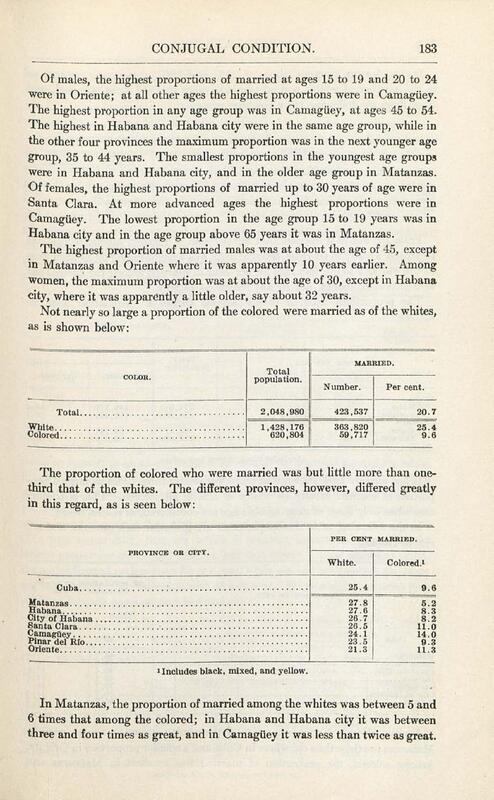 CONJUGAL CONDITION. 183
Of males, the highest proportions of married at ages 15 to 19 and 20 to 24
were in Oriente; at all other ages the highest proportions were in Camagüey.
The highest proportion in any age group was in Camagüey, at ages 45 to 54.
The highest in Habana and Habana city were in the same age group, while in
the other four provinces the maximum proportion was in the next younger age
group, 35 to 44 years. The smallest proportions in the youngest age groups
were in Habana and Habana city, and in the older age group in Matanzas.
Of females, the highest proportions of married up to 30 years of age were in
Santa Clara. At more advanced ages the highest proportions were in
Camagüey. The lowest proportion in the age group 15 to 19 years was in
Habana city and in the age group above 65 years it was in Matanzas.
The highest proportion of married males was at about the age of 45, except
in Matanzas and Oriente where it was apparently 10 years earlier. Among
women, the maximum proportion was at about the age of 30, except in Habana
city, where it was apparently a little older, say about 32 years.
Not nearly so large a proportion of the colored were married as of the whites,
as is shown below:
COLOR. Total population. MARRIED.
Number. Per cent.
Total 2,048,980 423,537 20.7
White 1,428,176 363,820 25.4
Colored 620,804 59,717 9.6
The proportion of colored who were married was but little more than one-
third that of the whites. The different provinces, however, differed greatly
in this regard, as is seen below:
PROVINCE OR CITY. PER CENT MARRIED.
White. Colored.¹
Cuba 25.4 9.6
Matanzas 27.8 5.2
Habana 27.6 8.3
City of Habana 26.7 8.2
Santa Clara 26.5 11.0
Camagüey 24.1 14.0
Pinar del Río 23.5 9.3
Oriente 21.3 11.3
¹ Includes black, mixed, and yellow.
In Matanzas, the proportion of married among the whites was between 5 and
6 times that among the colored; in Habana and Habana city it was between
three and four times as great, and in Camagüey it was less than twice as great.